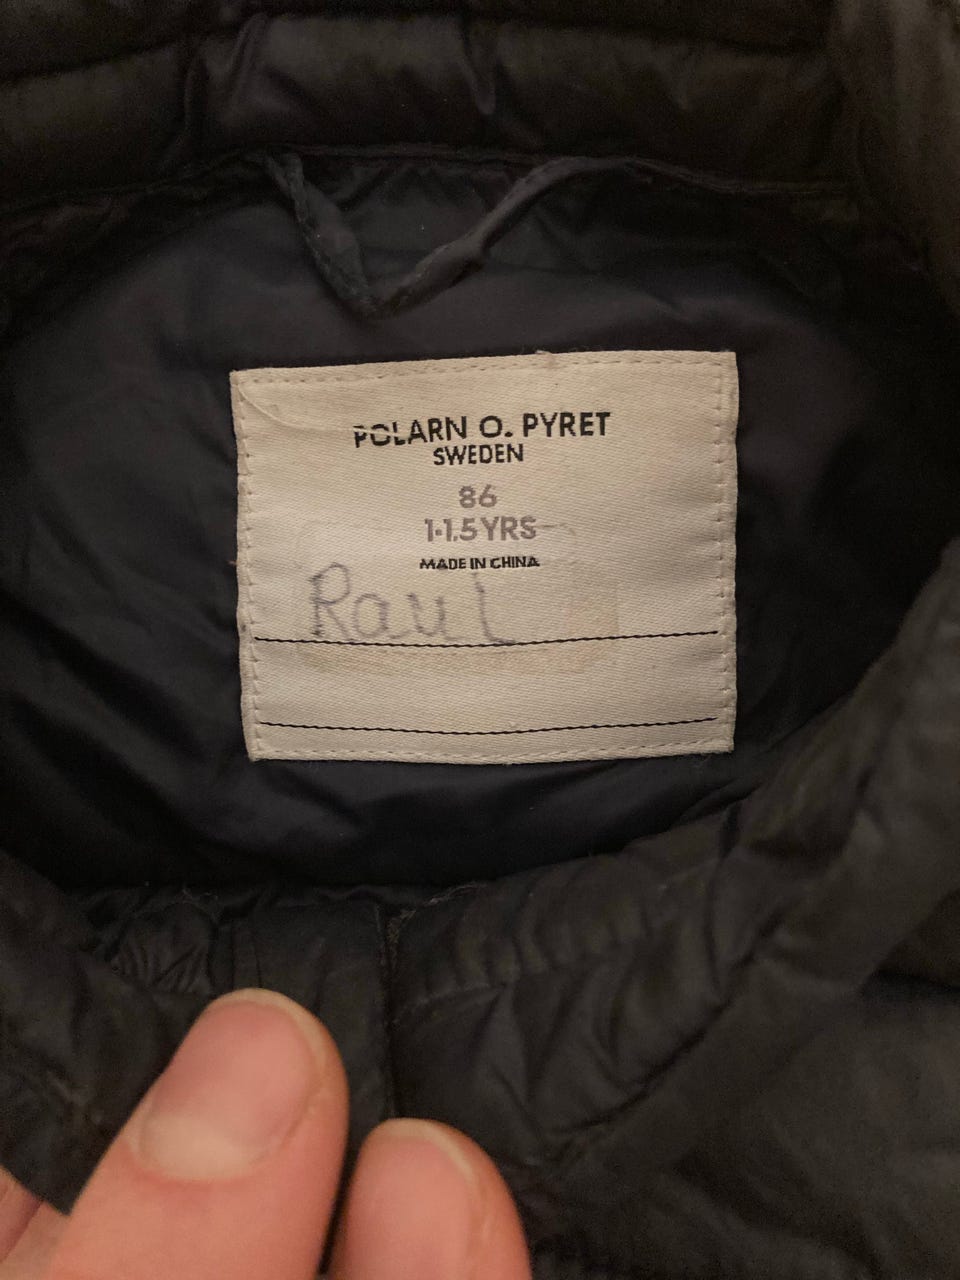 POLARN O. PYRET
SWEDEN
86
1-1.5 YRS
MADE IN CHINA
Raul